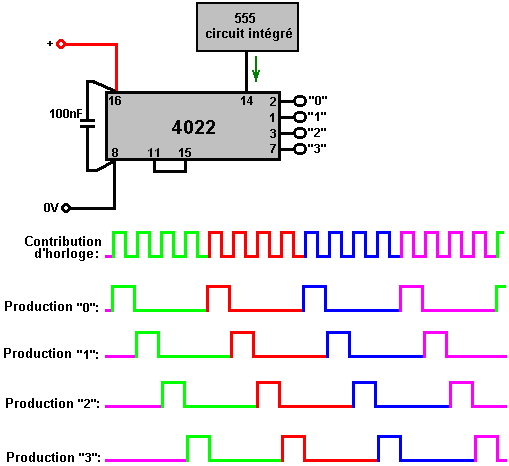 555
circuit intégré
+
16
14
2
"0"
100nF
1
"1"
4022
3
"2"
8
11
15
7
"3"
0V
Contribution
d'horloge:
Production "0":
Production "1":
Production "2":
Production "3":